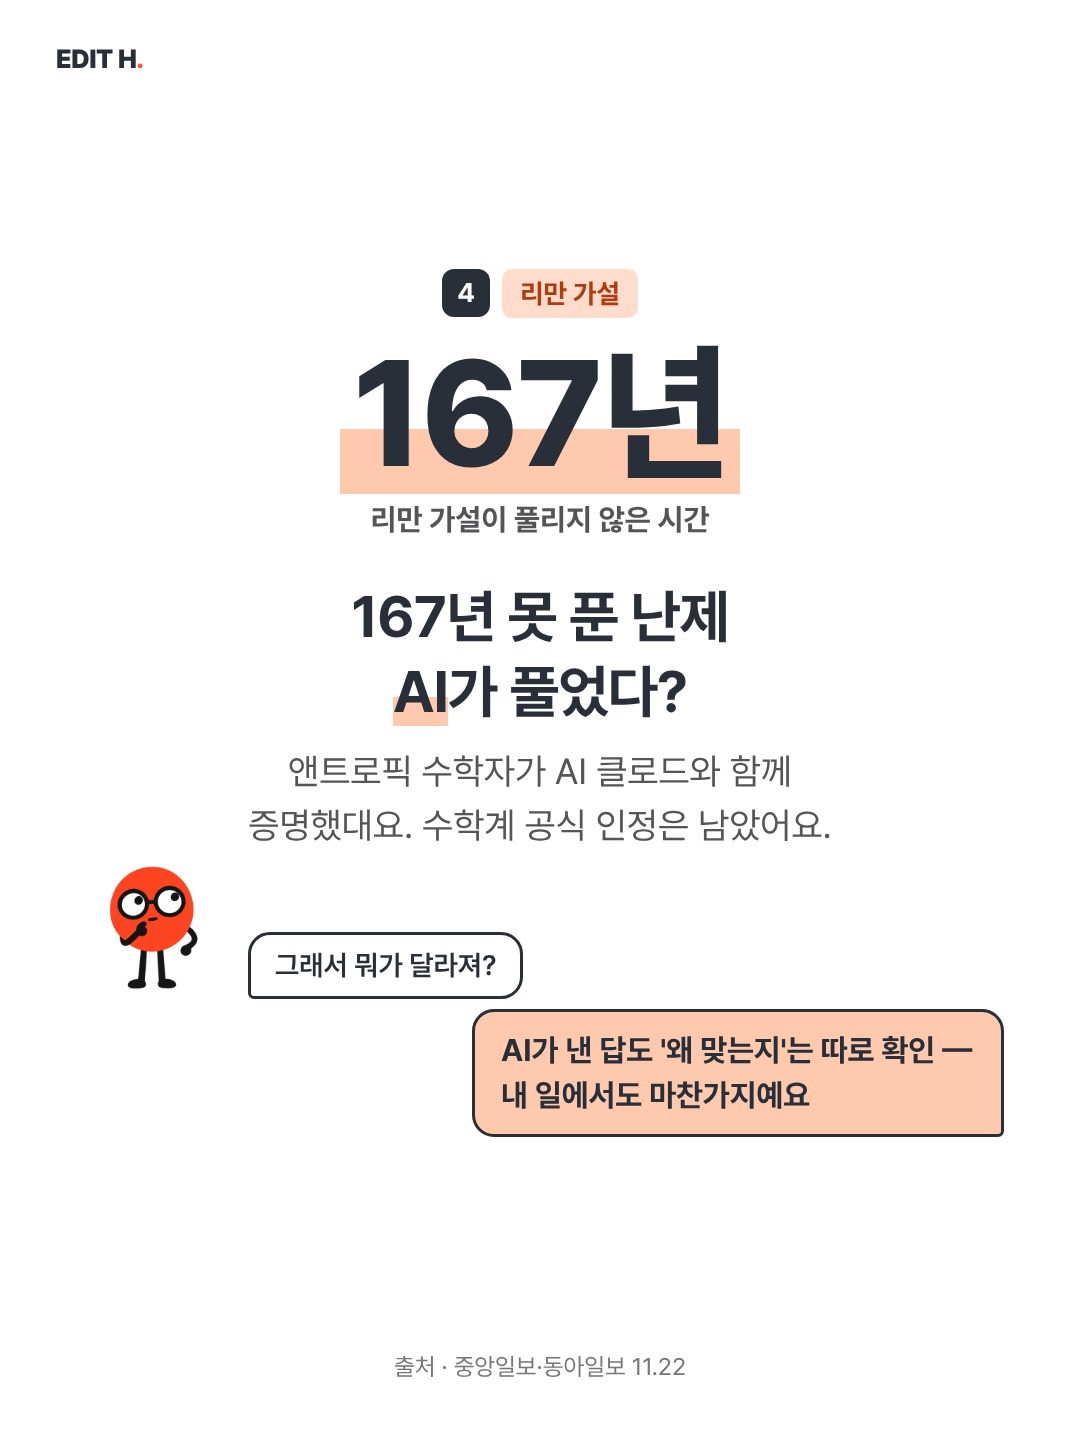 EDIT H.
4 리만 가설
167년
리만 가설이 풀리지 않은 시간
167년 못 푼 난제
AI가 풀었다?
앤트로픽 수학자가 AI 클로드와 함께
증명했대요. 수학계 공식 인정은 남았어요.
그래서 뭐가 달라져?
AI가 낸 답도 '왜 맞는지'는 따로 확인 —
내 일에서도 마찬가지예요
출처 · 중앙일보·동아일보 11.22